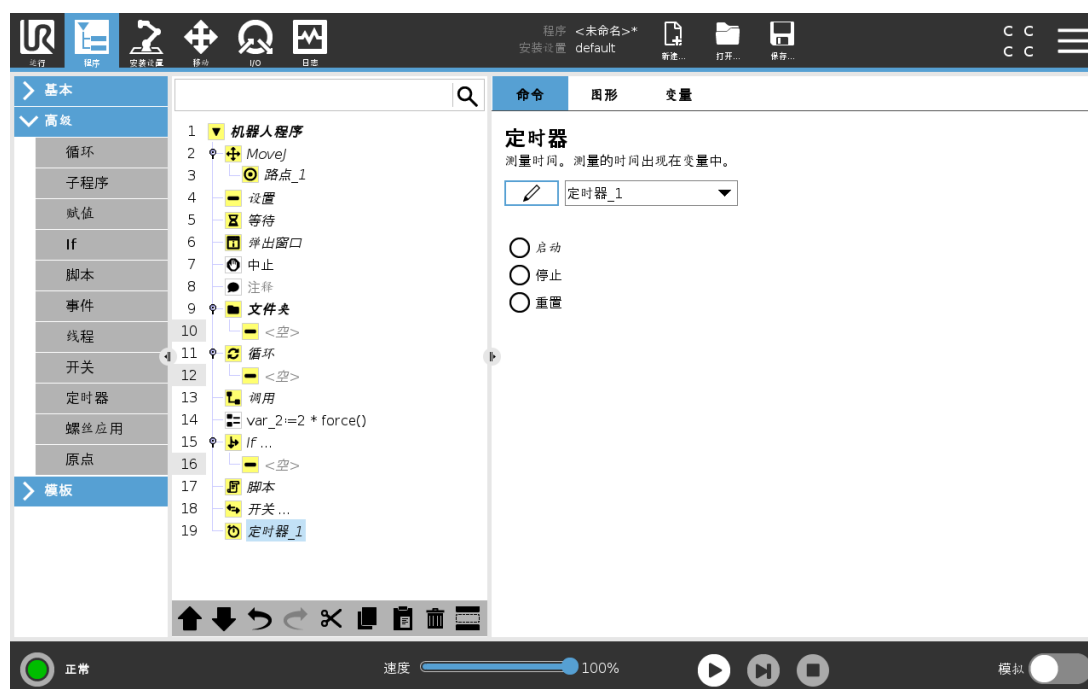 程序 <未命名>*
安装设置 default
C C
C C
运行
程序
安装设置
移动
I/O
日志
新建...
打开...
保存...
基本
高级
循环
子程序
赋值
If
脚本
事件
线程
开关
定时器
螺丝应用
原点
模板
1 机器人程序
2 MoveJ
3 路点_1
4 设置
5 等待
6 弹出窗口
7 中止
8 注释
9 文件夹
10 <空>
11 循环
12 <空>
13 调用
14 var_2:=2 * force()
15 If ...
16 <空>
17 脚本
18 开关 ...
19 定时器_1
命令 图形 变量
定时器
测量时间。测量的时间出现在变量中。
定时器_1
启动
停止
重置
正常
速度 100%
模拟